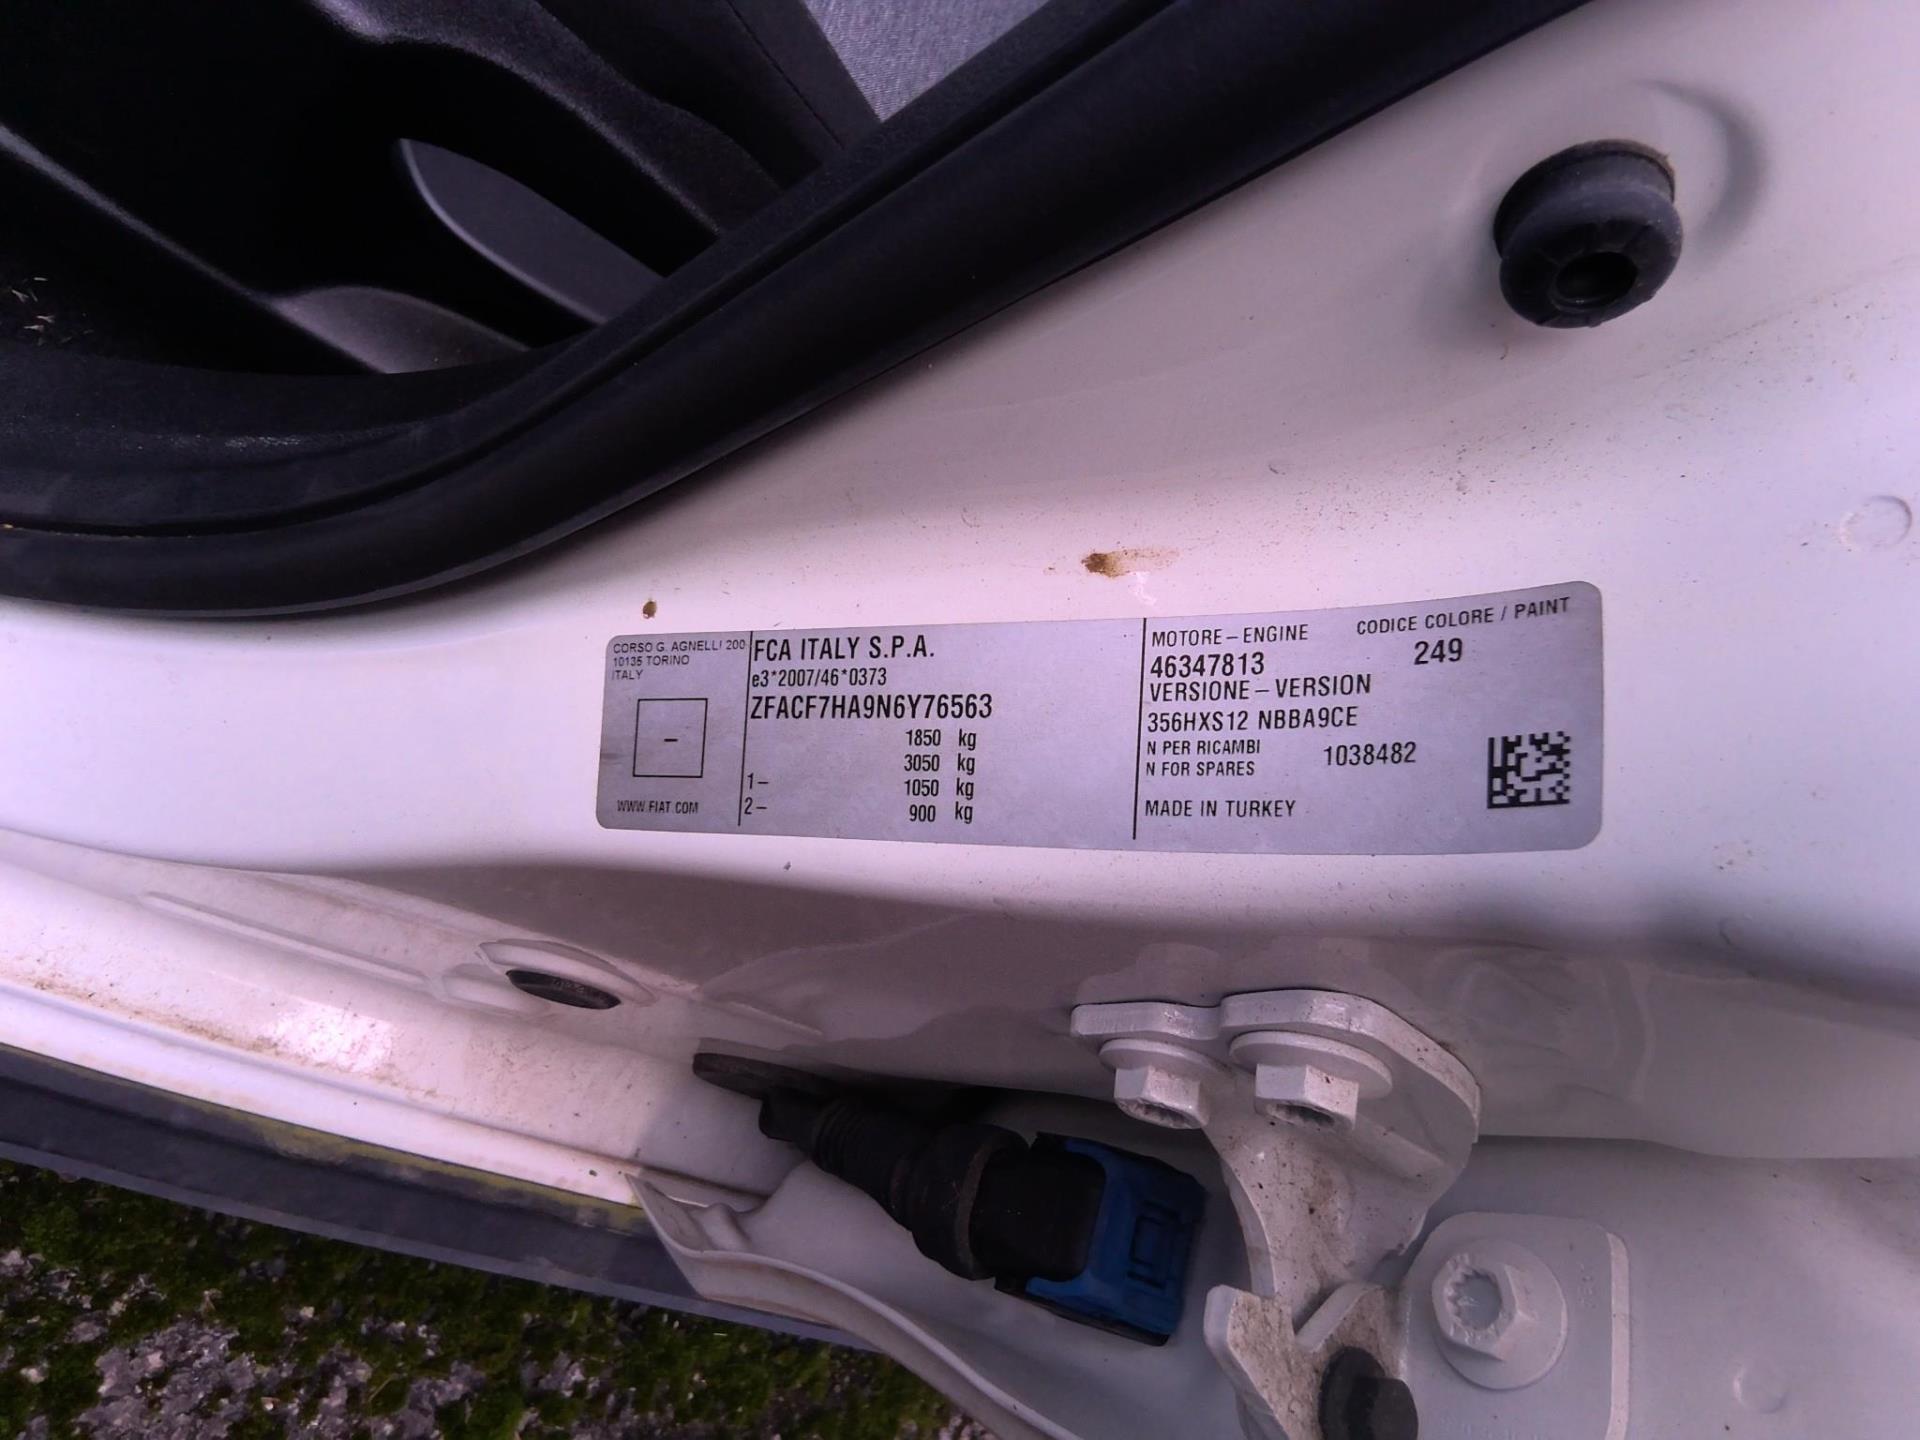 CORSO G. AGNELLI 200
10135 TORINO
ITALY
-
WWW.FIAT.COM
FCA ITALY S.P.A.
e3*2007/46*0373
ZFACF7HA9N6Y76563
1850 kg
3050 kg
1- 1050 kg
2- 900 kg
MOTORE-ENGINE
46347813
CODICE COLORE / PAINT
249
VERSIONE-VERSION
356HXS12 NBBA9CE
N PER RICAMBI
N FOR SPARES
1038482
MADE IN TURKEY